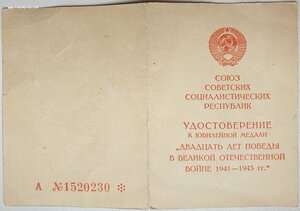 А №1520230
СОЮЗ
СОВЕТСКИХ
СОЦИАЛИСТИЧЕСКИХ
РЕСПУБЛИК
УДОСТОВЕРЕНИЕ
К ЮБИЛЕЙНОЙ МЕДАЛИ
„ДВАДЦАТЬ ЛЕТ ПОБЕДЫ
В ВЕЛИКОЙ ОТЕЧЕСТВЕННОЙ
ВОЙНЕ 1941—1945 гг."